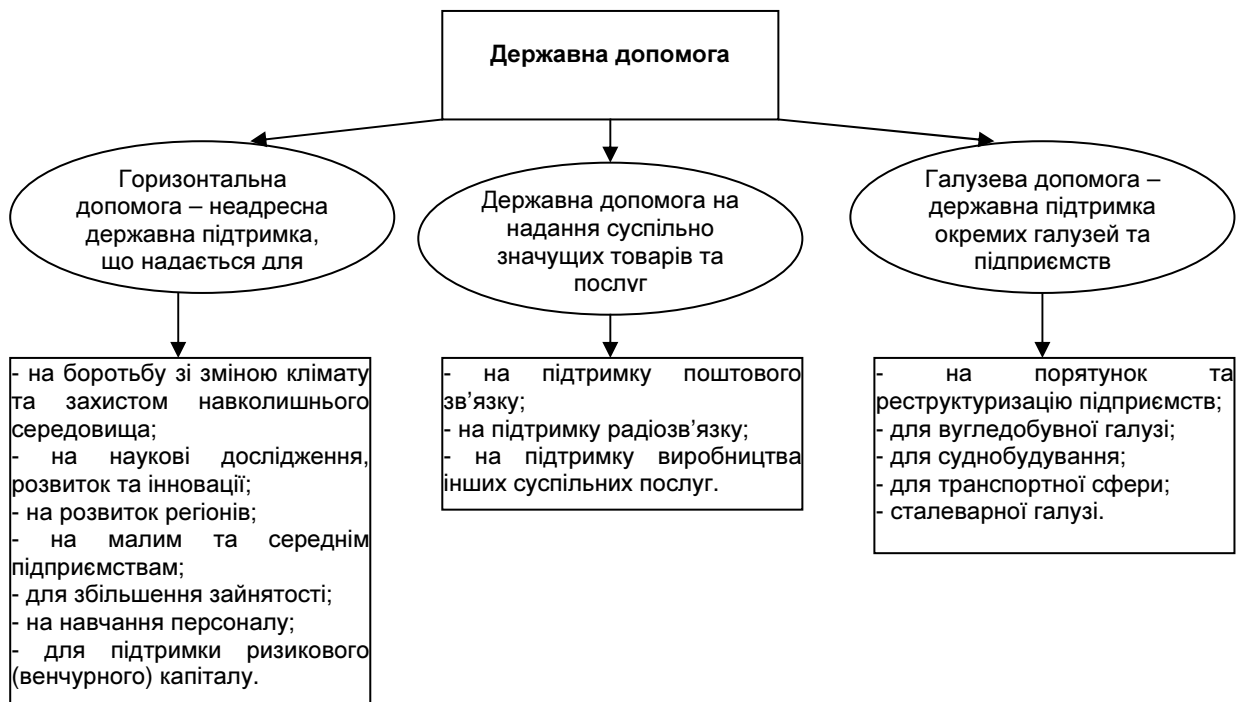 Державна допомога
Горизонтальна
допомога – неадресна
державна підтримка,
що надається для
Державна допомога на
надання суспільно
значущих товарів та
послуг
Галузева допомога –
державна підтримка
окремих галузей та
підприємств
- на боротьбу зі зміною клімату
та захистом навколишнього
середовища;
- на наукові дослідження,
розвиток та інновації;
- на розвиток регіонів;
- на малим та середнім
підприємствам;
- для збільшення зайнятості;
- на навчання персоналу;
- для підтримки ризикового
(венчурного) капіталу.
- на підтримку поштового
зв’язку;
- на підтримку радіозв’язку;
- на підтримку виробництва
інших суспільних послуг.
- на порятунок та
реструктуризацію підприємств;
- для вугледобувної галузі;
- для суднобудування;
- для транспортної сфери;
- сталеварної галузі.